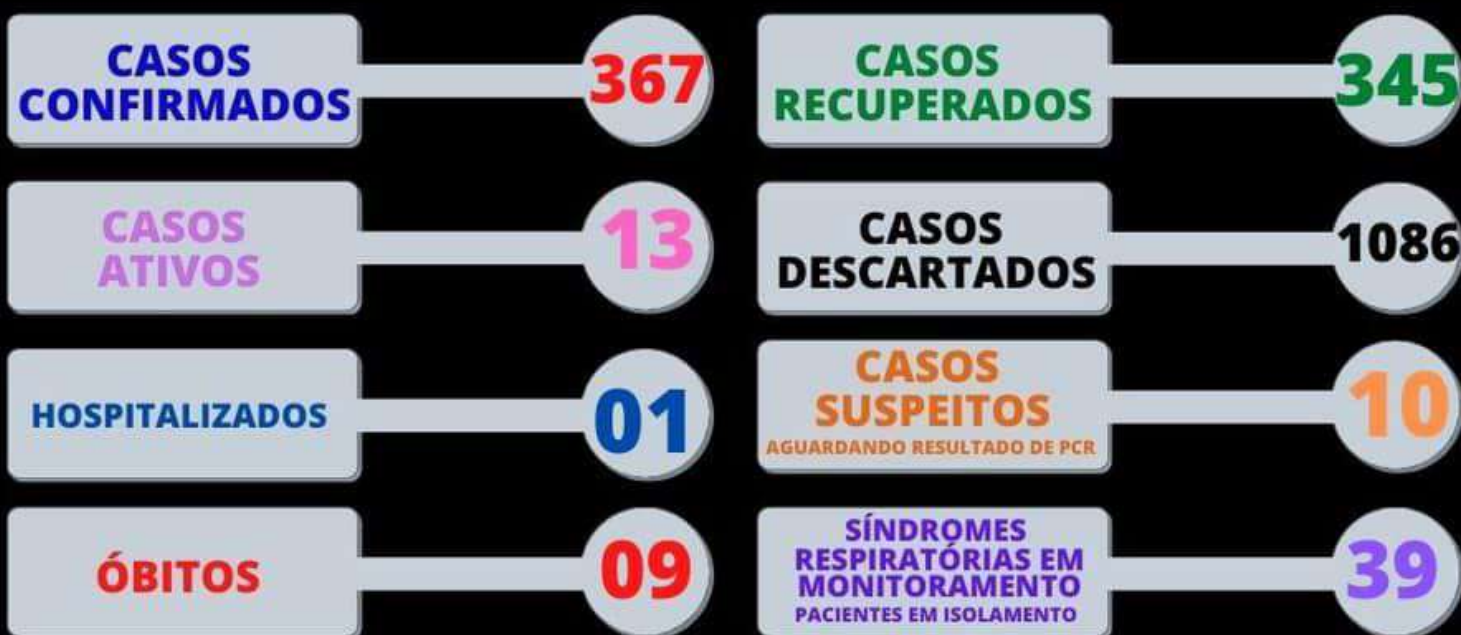 CASOS
CONFIRMADOS
367
CASOS
RECUPERADOS
345
CASOS
ATIVOS
13
CASOS
DESCARTADOS
1086
HOSPITALIZADOS
01
CASOS
SUSPEITOS
AGUARDANDO RESULTADO DE PCR
10
ÓBITOS
09
SÍNDROMES
RESPIRATÓRIAS EM
MONITORAMENTO
PACIENTES EM ISOLAMENTO
39